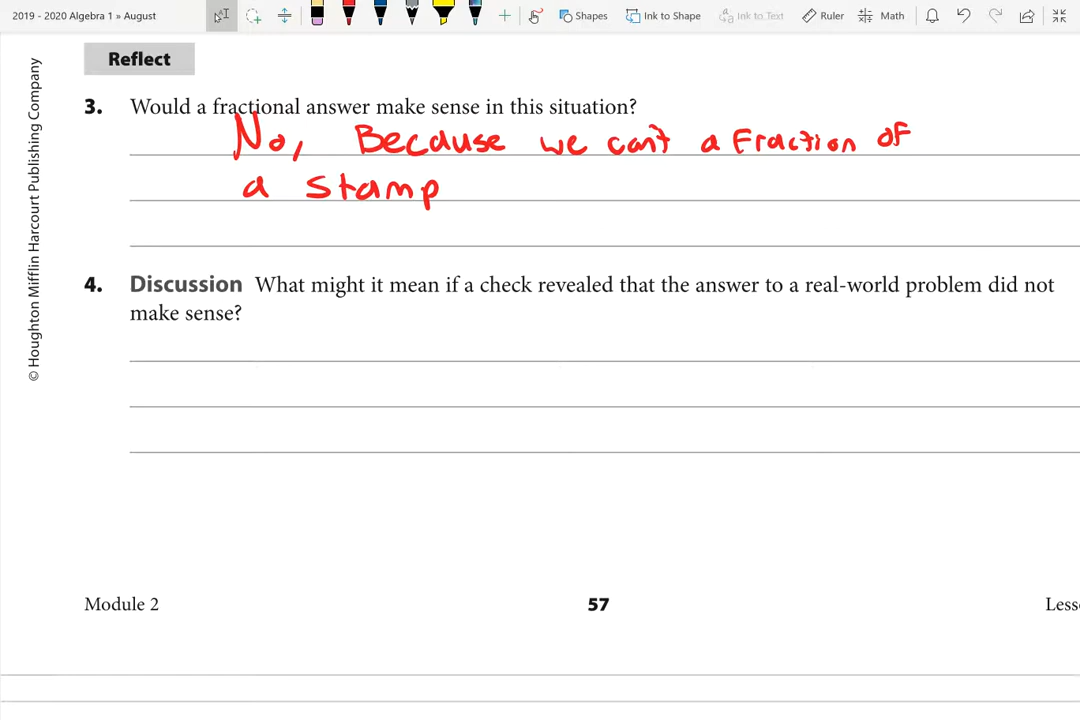 2019 - 2020 Algebra 1 » August
Shapes
Ink to Shape
Ink to Text
Ruler
Math
© Houghton Mifflin Harcourt Publishing Company
Reflect
3. Would a fractional answer make sense in this situation?
No, Because we can't a Fraction of
a stamp
4. Discussion What might it mean if a check revealed that the answer to a real-world problem did not
make sense?
Module 2
57
Less